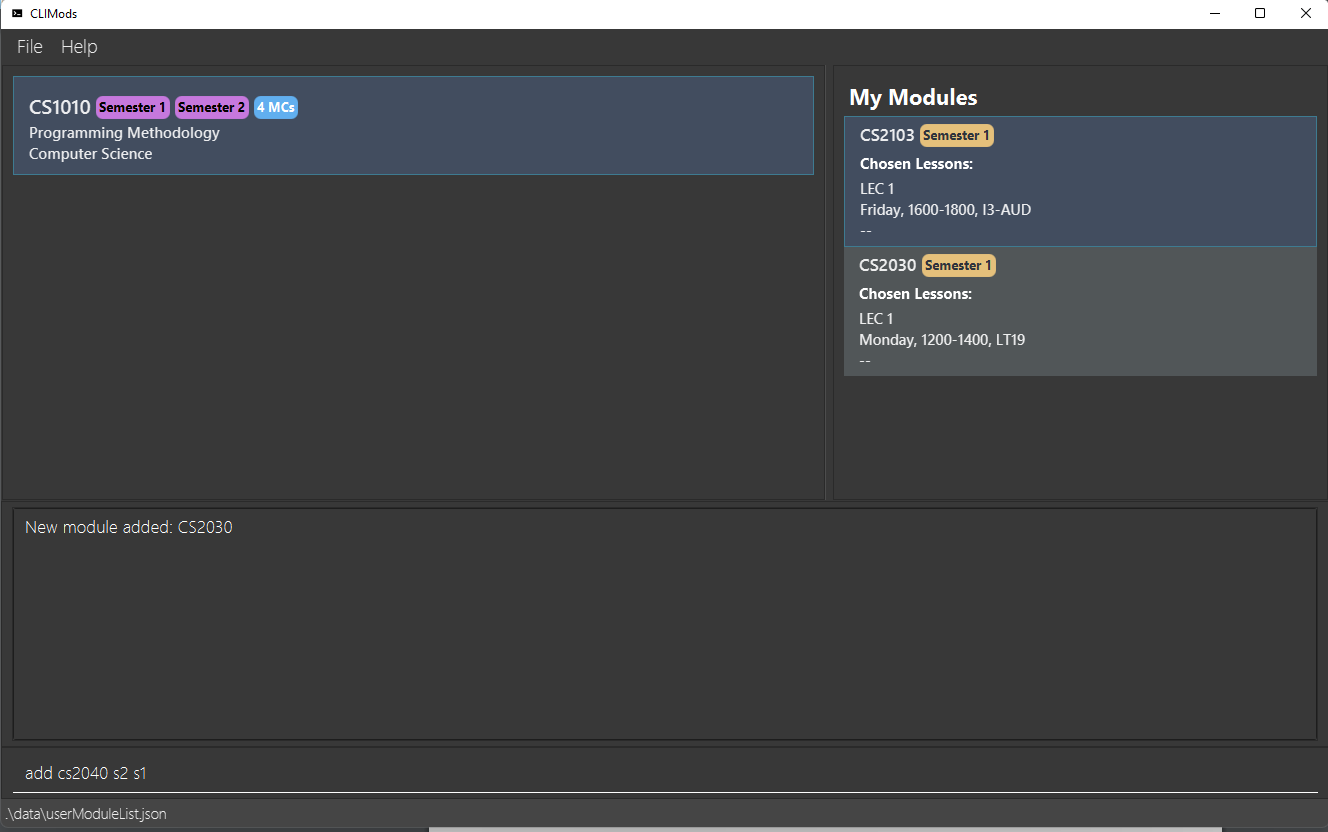 CLIMods
File Help
CS1010 Semester 1 Semester 2 4 MCs
Programming Methodology
Computer Science
My Modules
CS2103 Semester 1
Chosen Lessons:
LEC 1
Friday, 1600-1800, I3-AUD
--
CS2030 Semester 1
Chosen Lessons:
LEC 1
Monday, 1200-1400, LT19
--
New module added: CS2030
add cs2040 s2 s1
.\data\userModuleList.json